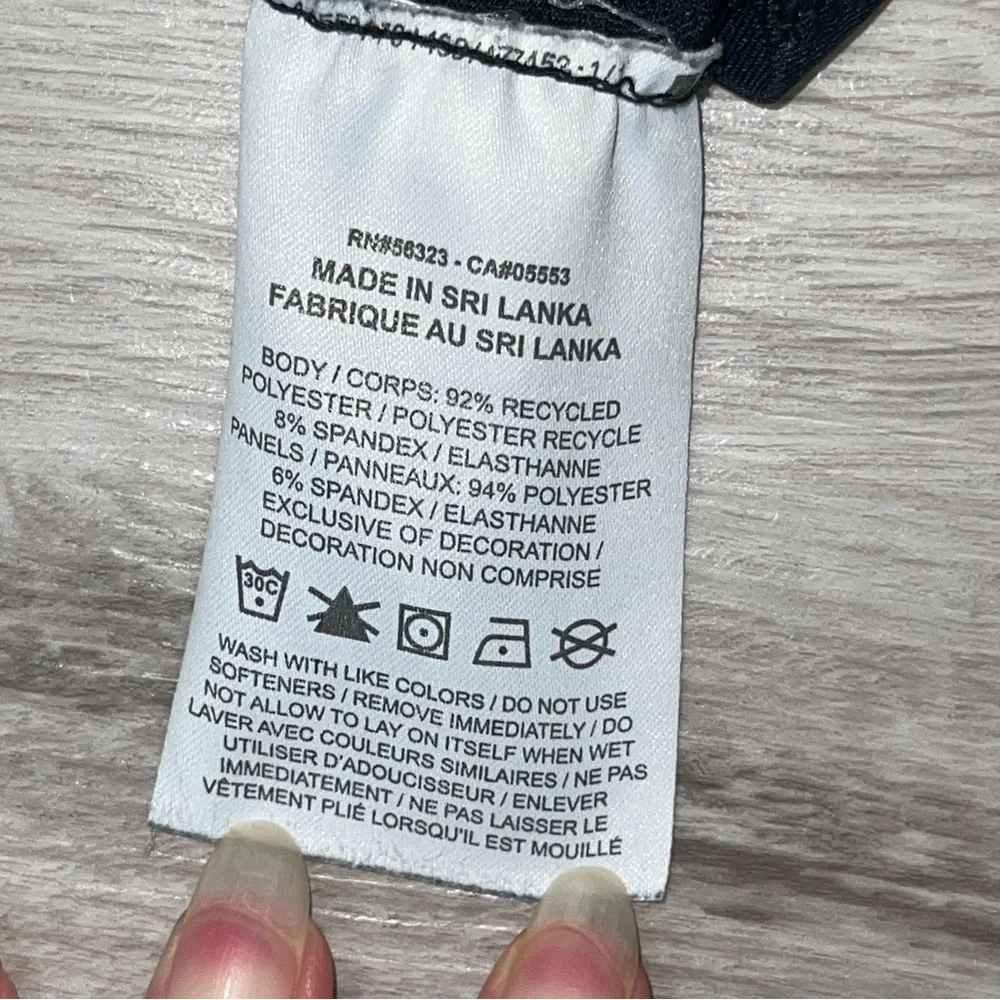 RN#56323 - CA#05553
MADE IN SRI LANKA
FABRIQUE AU SRI LANKA
BODY / CORPS: 92% RECYCLED
POLYESTER / POLYESTER RECYCLE
8% SPANDEX / ELASTHANNE
PANELS / PANNEAUX: 94% POLYESTER
6% SPANDEX / ELASTHANNE
EXCLUSIVE OF DECORATION /
DECORATION NON COMPRISE
30C
WASH WITH LIKE COLORS / DO NOT USE
SOFTENERS / REMOVE IMMEDIATELY / DO
NOT ALLOW TO LAY ON ITSELF WHEN WET
LAVER AVEC COULEURS SIMILAIRES / NE PAS
UTILISER D'ADOUCISSEUR / ENLEVER
IMMEDIATEMENT / NE PAS LAISSER LE
VÊTEMENT PLIÉ LORSQU'IL EST MOUILLÉ